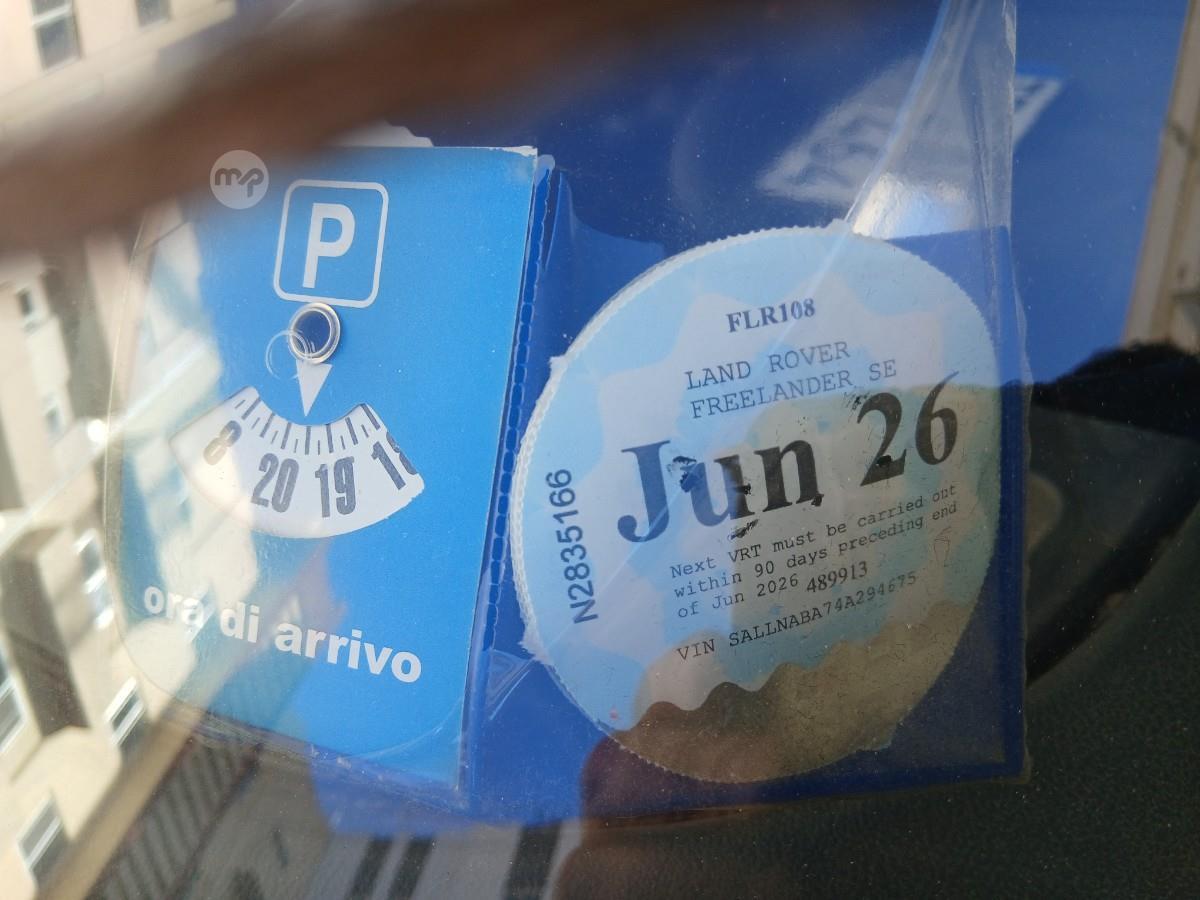 mp
P
8 20 19 18
ora di arrivo
FLR108
LAND ROVER
FREELANDER SE
Jun 26
N2835166
Next VRT must be carried out
within 90 days preceding end
of Jun 2026 489913
VIN SALLNABA74A294675